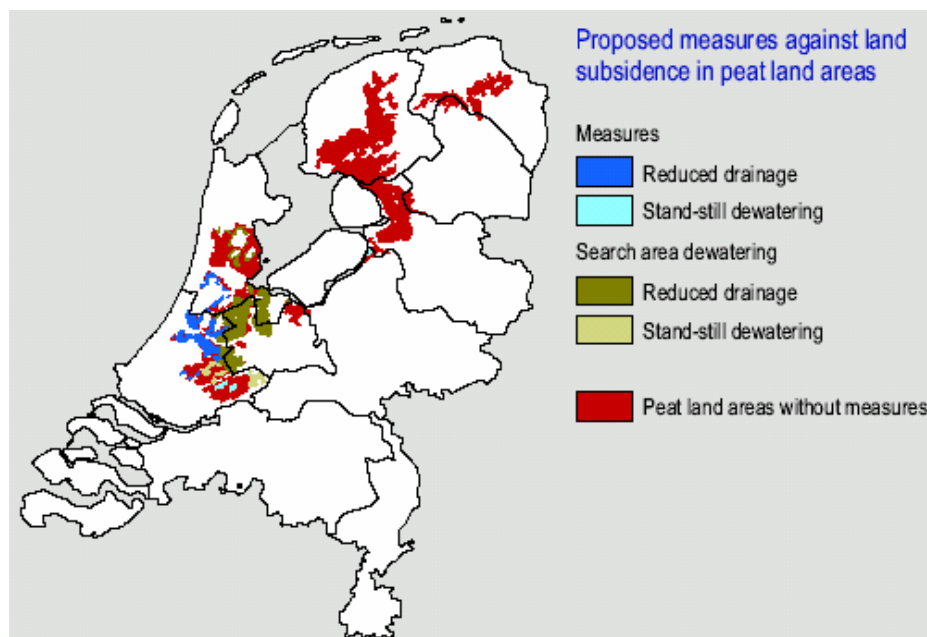 Proposed measures against land
subsidence in peat land areas
Measures
Reduced drainage
Stand-still dewatering
Search area dewatering
Reduced drainage
Stand-still dewatering
Peat land areas without measures